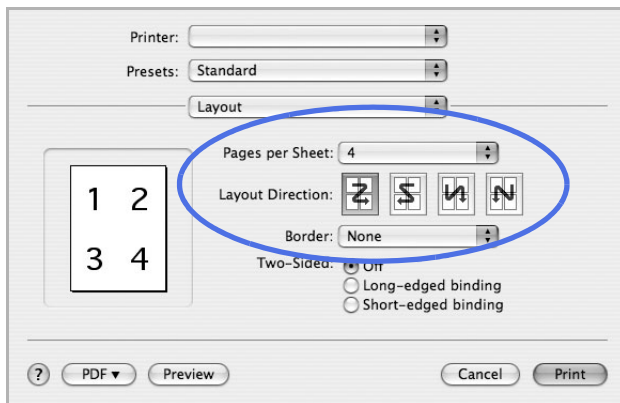 Printer:
Presets: Standard
Layout
Pages per Sheet: 4
Layout Direction:
Border: None
Two-Sided: Off
Long-edged binding
Short-edged binding
1 2
3 4
? PDF Preview Cancel Print